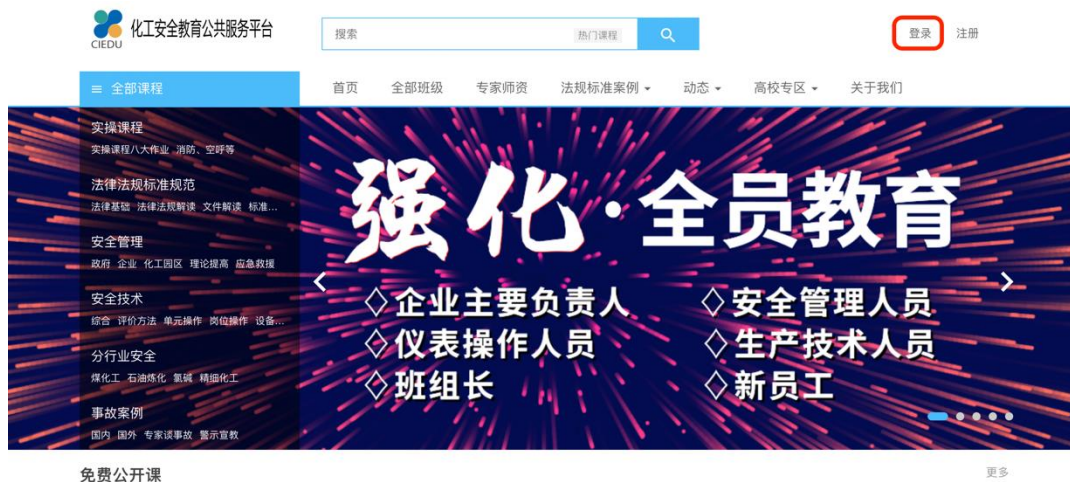 化工安全教育公共服务平台
CIEDU
搜索
热门课程
登录
注册
≡ 全部课程
首页
全部班级
专家师资
法规标准案例
动态
高校专区
关于我们
实操课程
实操课程八大作业 消防、空呼等
法律法规标准规范
法律基础 法律法规解读 文件解读 标准...
安全管理
政府 企业 化工园区 理论提高 应急救援
安全技术
综合 评价方法 单元操作 岗位操作 设备...
分行业安全
煤化工 石油炼化 氯碱 精细化工
事故案例
国内 国外 专家谈事故 警示宣教
强化·全员教育
◇企业主要负责人
◇安全管理人员
◇仪表操作人员
◇生产技术人员
◇班组长
◇新员工
免费公开课
更多